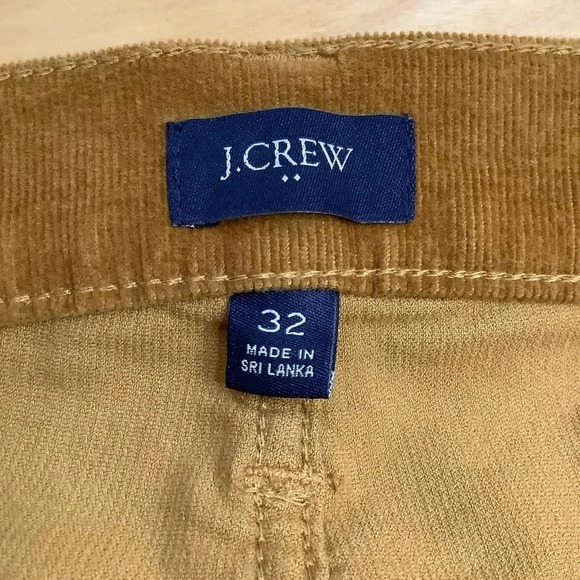 J.CREW
32
MADE IN
SRI LANKA